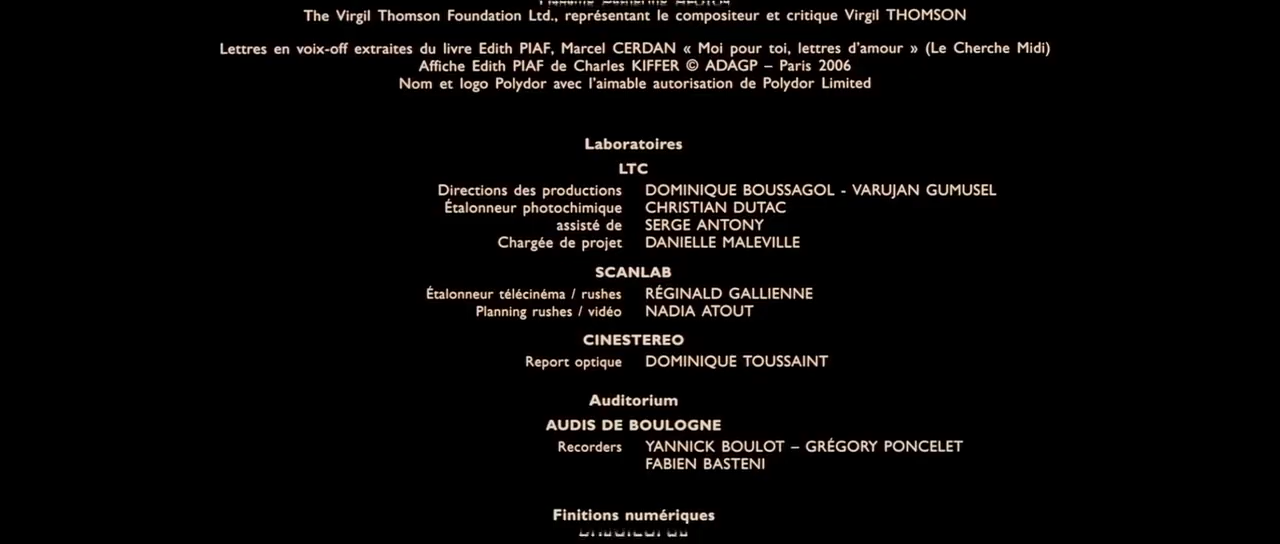 The Virgil Thomson Foundation Ltd., représentant le compositeur et critique Virgil THOMSON
Lettres en voix-off extraites du livre Edith PIAF, Marcel CERDAN « Moi pour toi, lettres d'amour » (Le Cherche Midi)
Affiche Edith PIAF de Charles KIFFER © ADAGP – Paris 2006
Nom et logo Polydor avec l'aimable autorisation de Polydor Limited
Laboratoires
LTC
Directions des productions DOMINIQUE BOUSSAGOL - VARUJAN GUMUSEL
Étalonneur photochimique CHRISTIAN DUTAC
assisté de SERGE ANTONY
Chargée de projet DANIELLE MALEVILLE
SCANLAB
Étalonneur télécinéma / rushes RÉGINALD GALLIENNE
Planning rushes / vidéo NADIA ATOUT
CINESTEREO
Report optique DOMINIQUE TOUSSAINT
Auditorium
AUDIS DE BOULOGNE
Recorders YANNICK BOULOT – GRÉGORY PONCELET
FABIEN BASTENI
Finitions numériques